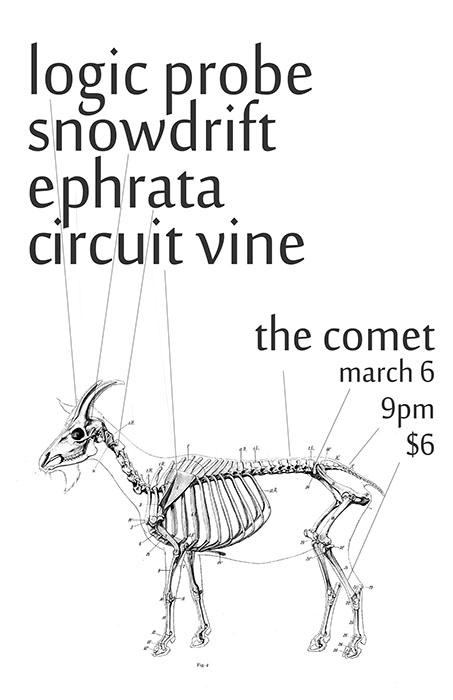 logic probe
snowdrift
ephrata
circuit vine
the comet
march 6
9pm
$6